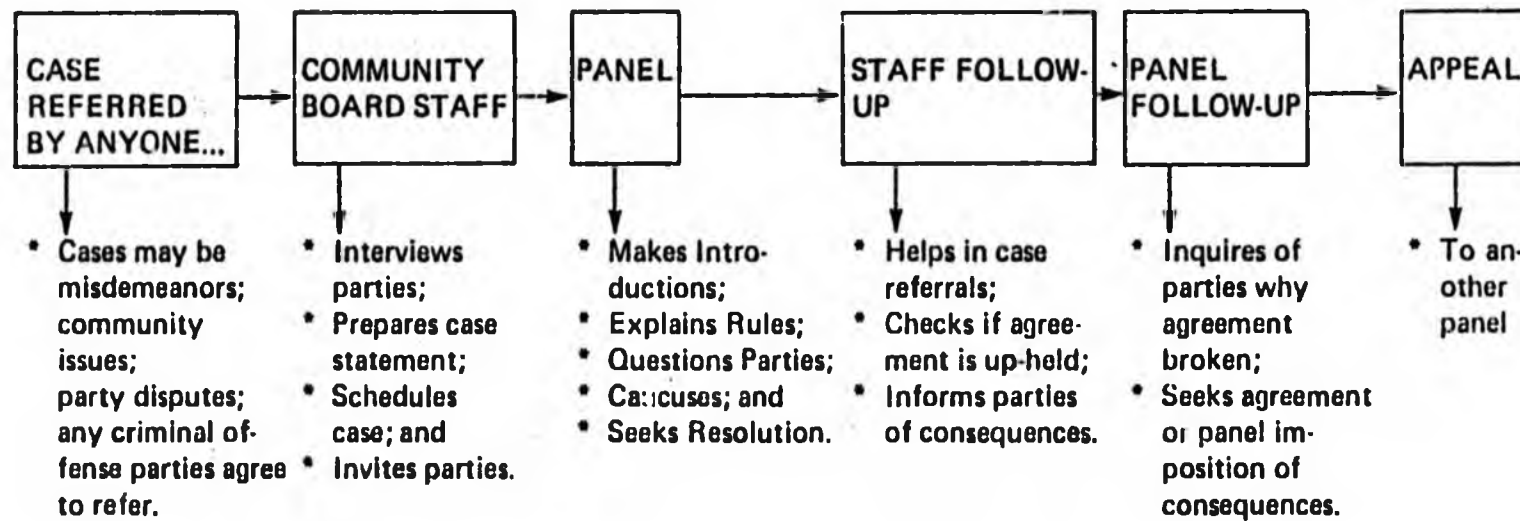 CASE
REFERRED
BY ANYONE...
COMMUNITY
BOARD STAFF
PANEL
STAFF FOLLOW-
UP
PANEL
FOLLOW-UP
APPEAL
* Cases may be
misdemeanors;
community
issues;
party disputes;
any criminal of-
fense parties agree
to refer.
* Interviews
parties;
* Prepares case
statement;
* Schedules
case; and
* Invites parties.
* Makes Intro-
ductions;
* Explains Rules;
* Questions Parties;
* Caucuses; and
* Seeks Resolution.
* Helps in case
referrals;
* Checks if agree-
ment is up-held;
* Informs parties
of consequences.
* Inquires of
parties why
agreement
broken;
* Seeks agreement
or panel im-
position of
consequences.
* To an-
other
panel